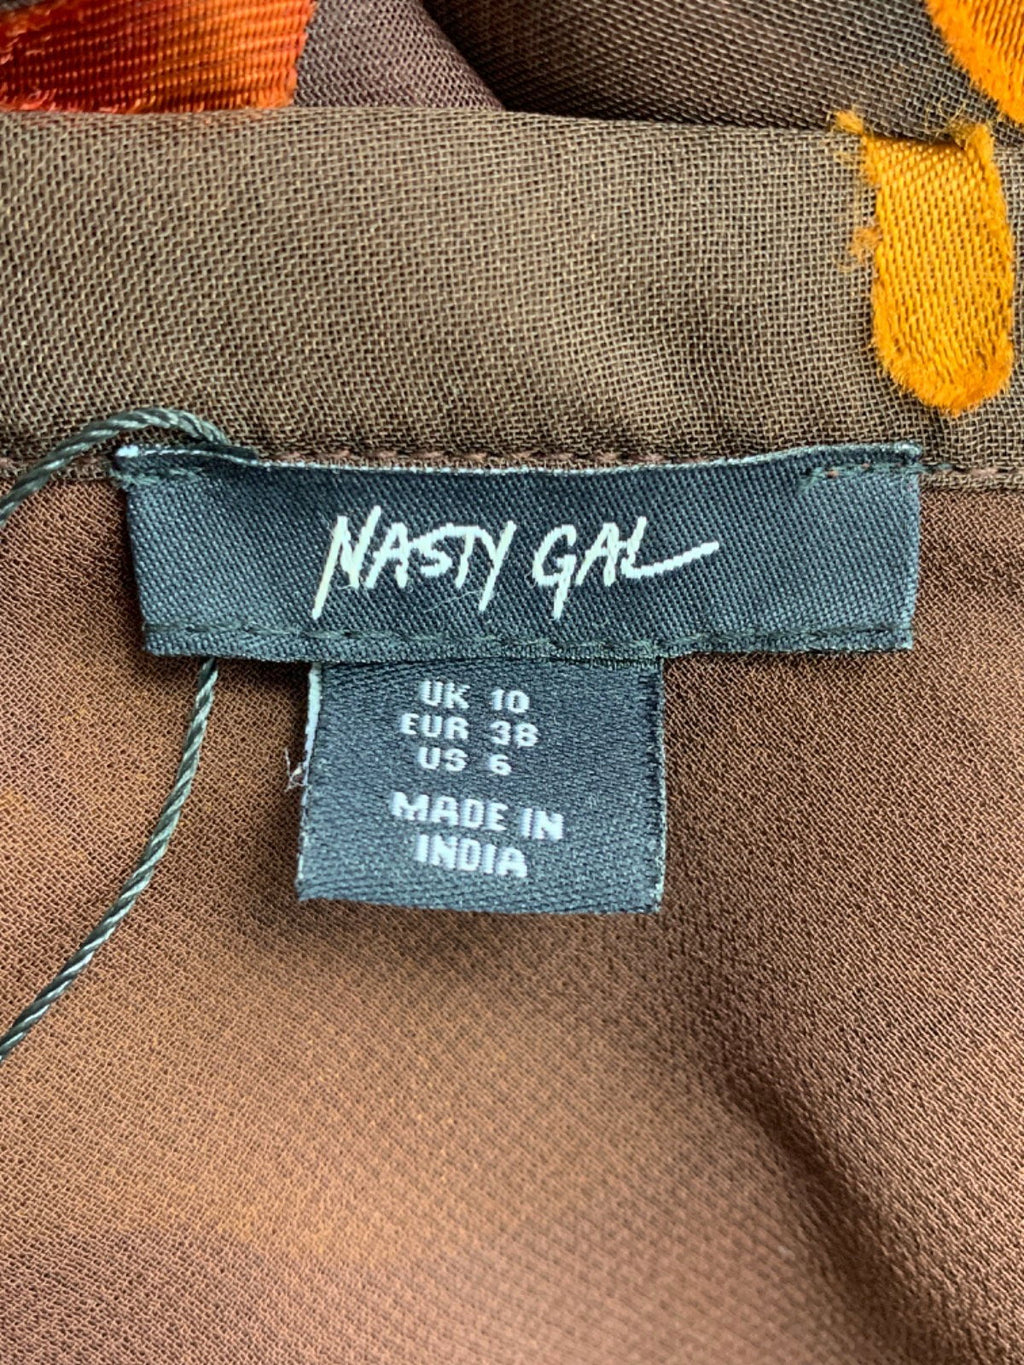 NASTY GAL
UK 10
EUR 38
US 6
MADE IN
INDIA